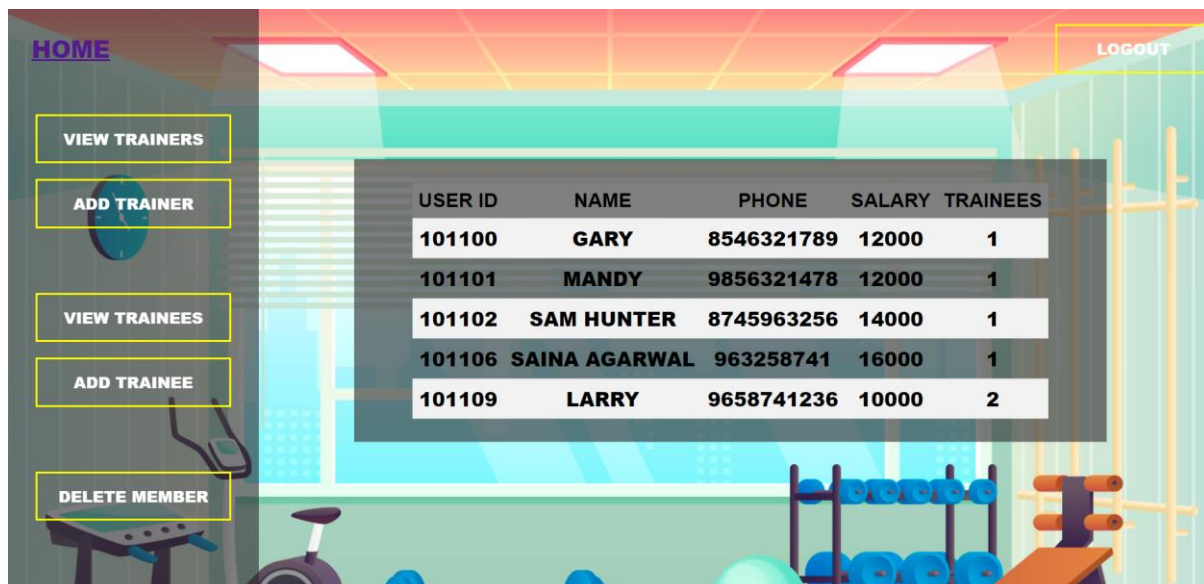 HOME
LOGOUT
VIEW TRAINERS
ADD TRAINER
VIEW TRAINEES
ADD TRAINEE
DELETE MEMBER
USER ID NAME PHONE SALARY TRAINEES
101100 GARY 8546321789 12000 1
101101 MANDY 9856321478 12000 1
101102 SAM HUNTER 8745963256 14000 1
101106 SAINA AGARWAL 963258741 16000 1
101109 LARRY 9658741236 10000 2